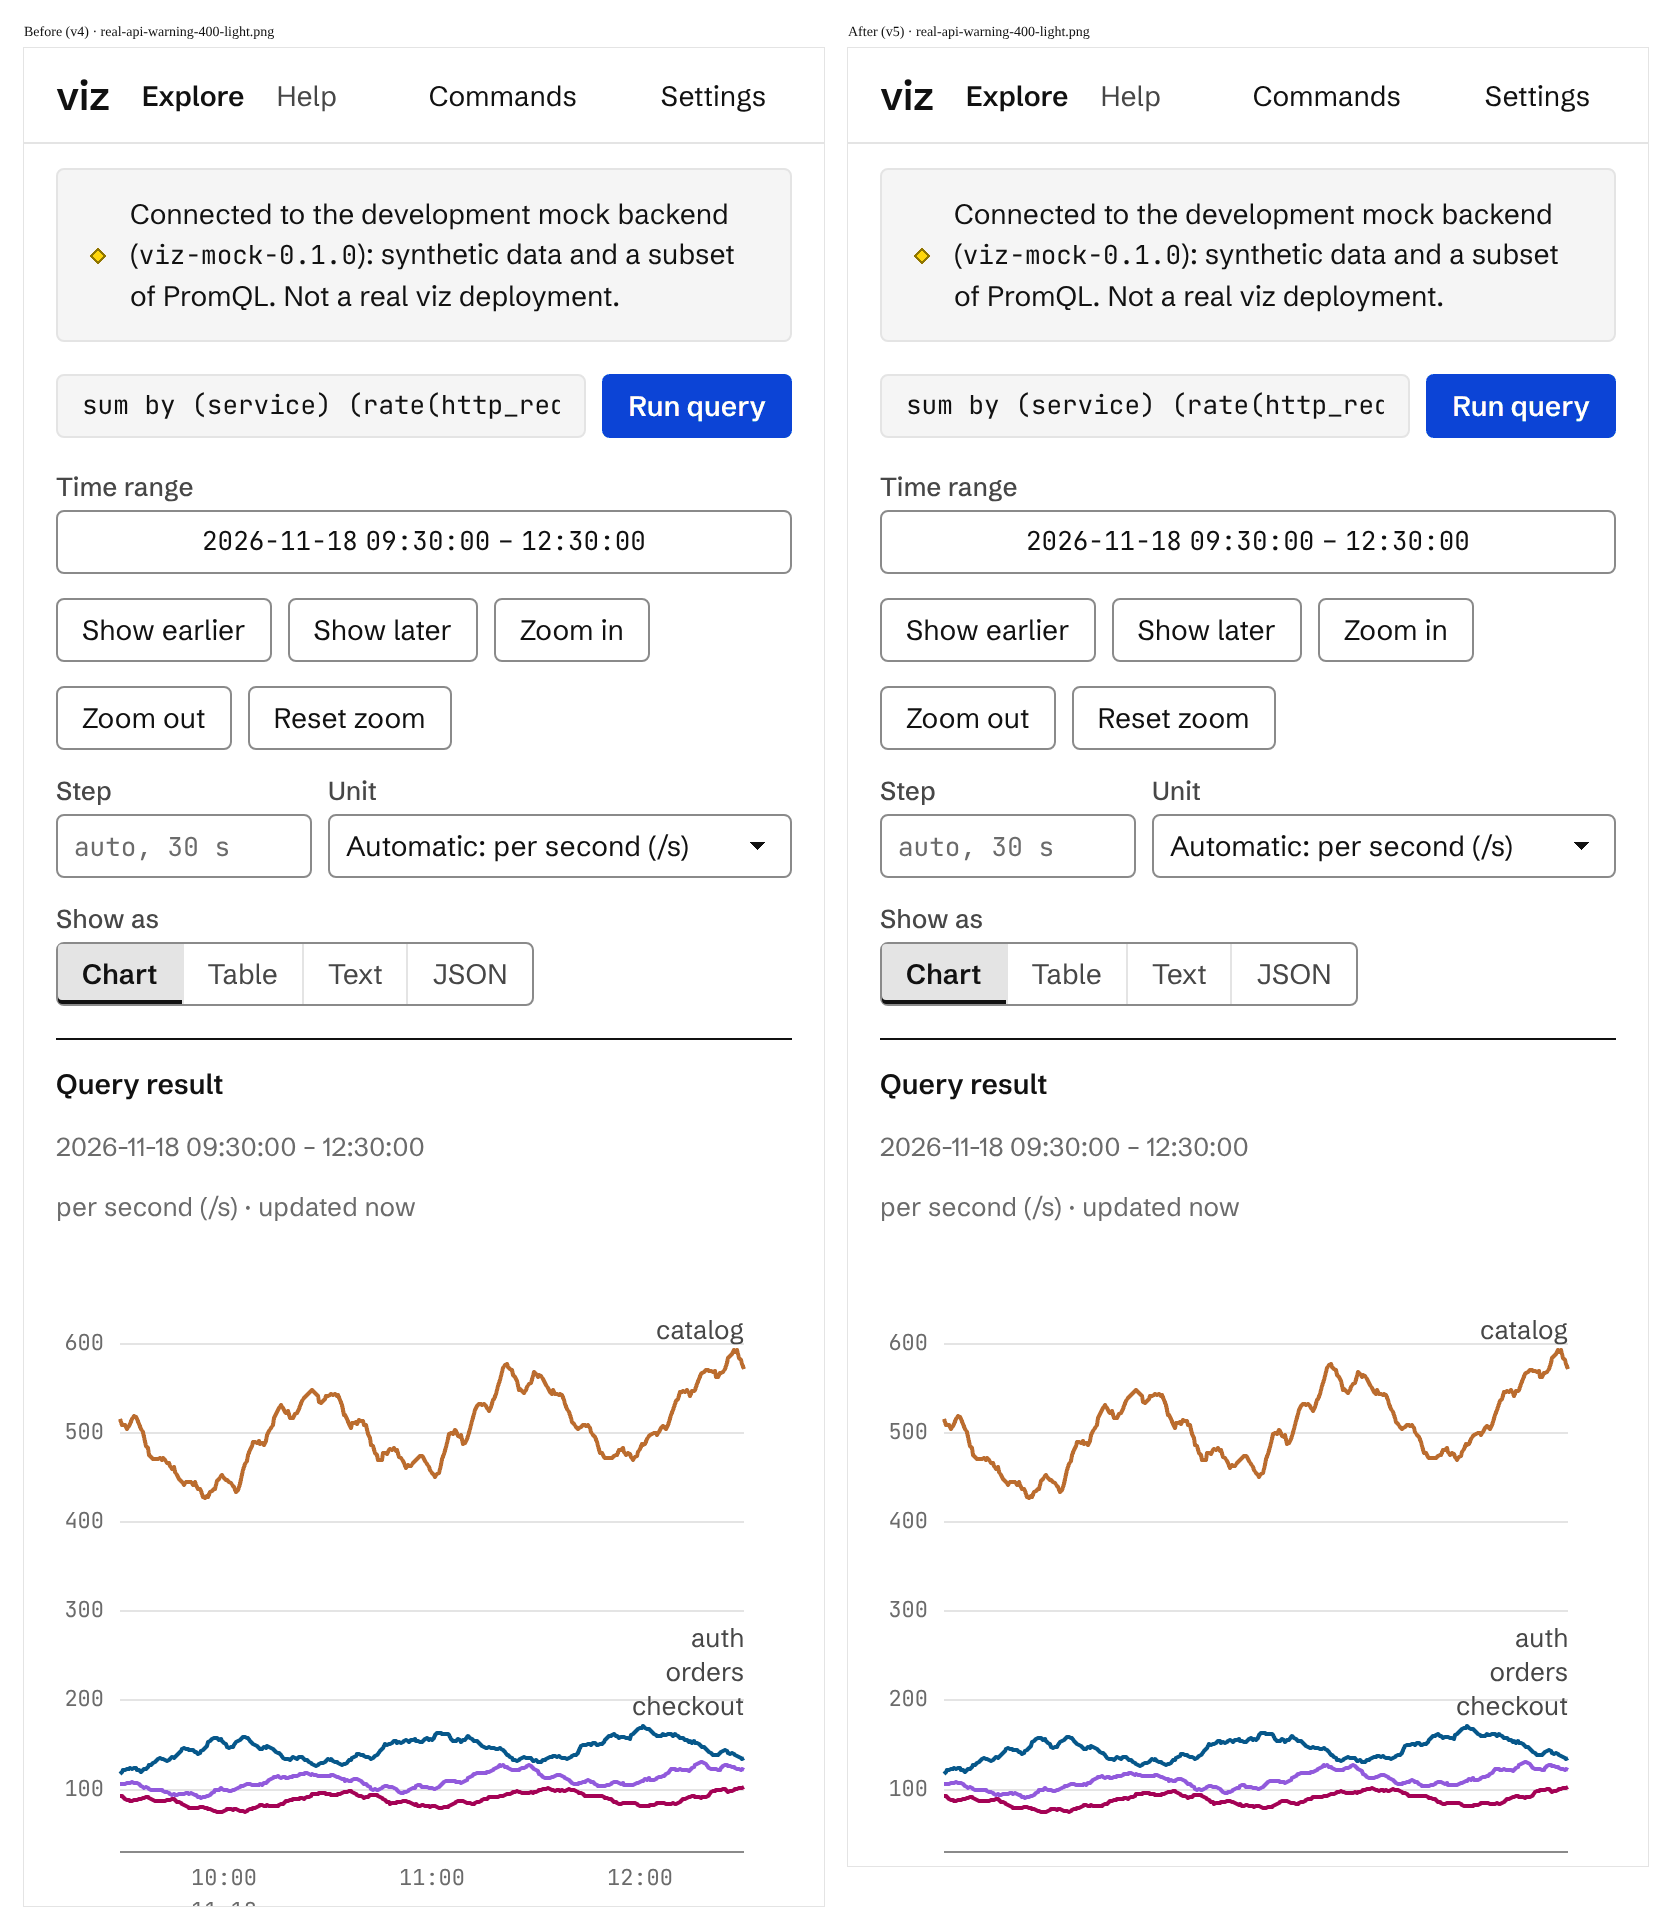 Before (v4) · real-api-warning-400-light.png
viz Explore Help Commands Settings
Connected to the development mock backend
(viz-mock-0.1.0): synthetic data and a subset
of PromQL. Not a real viz deployment.
sum by (service) (rate(http_rec
Run query
Time range
2026-11-18 09:30:00 – 12:30:00
Show earlier Show later Zoom in
Zoom out Reset zoom
Step Unit
auto, 30 s Automatic: per second (/s)
Show as
Chart Table Text JSON
Query result
2026-11-18 09:30:00 – 12:30:00
per second (/s) · updated now
catalog
600
500
400
300
auth
orders
200
checkout
100
10:00 11:00 12:00
After (v5) · real-api-warning-400-light.png
viz Explore Help Commands Settings
Connected to the development mock backend
(viz-mock-0.1.0): synthetic data and a subset
of PromQL. Not a real viz deployment.
sum by (service) (rate(http_rec
Run query
Time range
2026-11-18 09:30:00 – 12:30:00
Show earlier Show later Zoom in
Zoom out Reset zoom
Step Unit
auto, 30 s Automatic: per second (/s)
Show as
Chart Table Text JSON
Query result
2026-11-18 09:30:00 – 12:30:00
per second (/s) · updated now
catalog
600
500
400
300
auth
orders
200
checkout
100